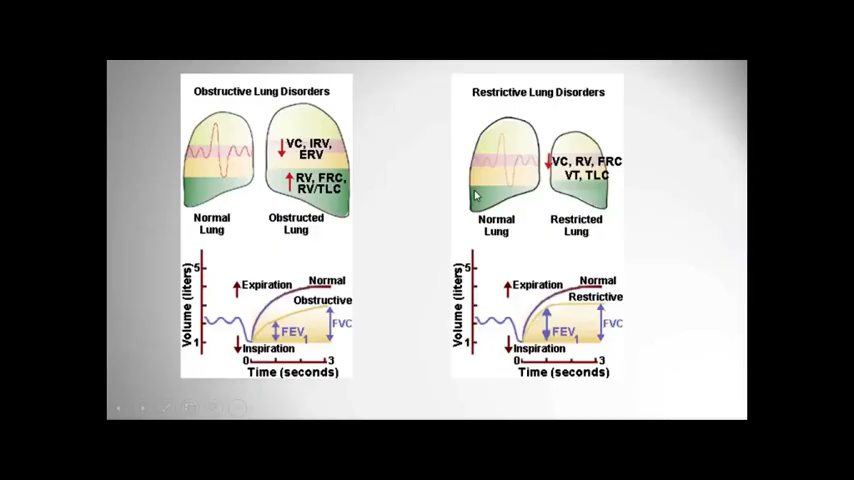 Obstructive Lung Disorders
VC, IRV,
ERV
RV, FRC,
RV/TLC
Normal
Lung
Obstructed
Lung
Volume (liters)
5
1
Expiration
Normal
Obstructive
FEV1
FVC
Inspiration
0
3
Time (seconds)
Restrictive Lung Disorders
VC, RV, FRC
VT, TLC
Normal
Lung
Restricted
Lung
Volume (liters)
5
1
Expiration
Normal
Restrictive
FEV1
FVC
Inspiration
0
3
Time (seconds)